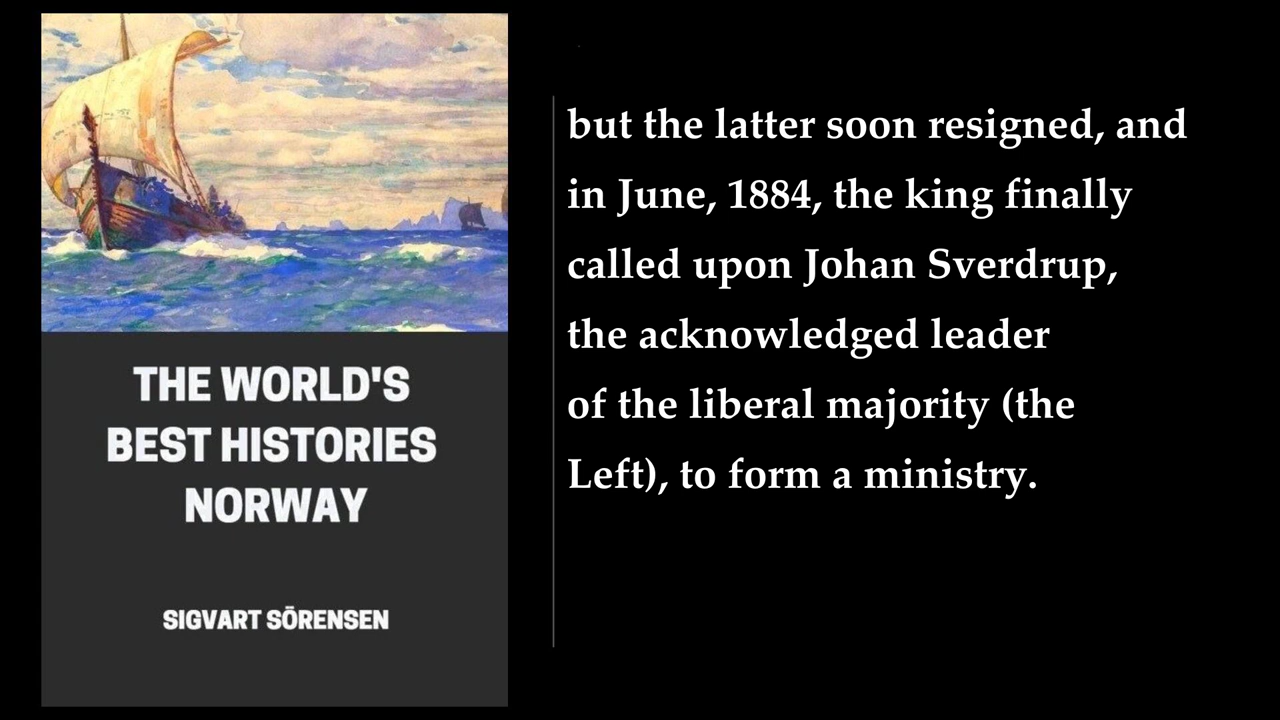 THE WORLD'S
BEST HISTORIES
NORWAY
SIGVART SÖRENSEN
but the latter soon resigned, and
in June, 1884, the king finally
called upon Johan Sverdrup,
the acknowledged leader
of the liberal majority (the
Left), to form a ministry.